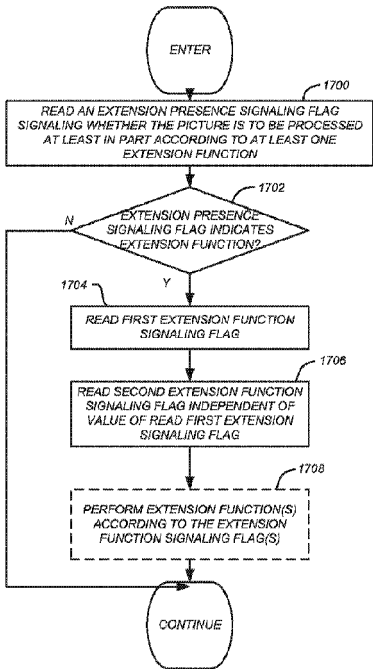 ENTER
1700
READ AN EXTENSION PRESENCE SIGNALING FLAG
SIGNALING WHETHER THE PICTURE IS TO BE PROCESSED
AT LEAST IN PART ACCORDING TO AT LEAST ONE
EXTENSION FUNCTION
1702
N
EXTENSION PRESENCE
SIGNALING FLAG INDICATES
EXTENSION FUNCTION?
Y
1704
READ FIRST EXTENSION FUNCTION
SIGNALING FLAG
1706
READ SECOND EXTENSION FUNCTION
SIGNALING FLAG INDEPENDENT OF
VALUE OF READ FIRST EXTENSION
SIGNALING FLAG
1708
PERFORM EXTENSION FUNCTION(S)
ACCORDING TO THE EXTENSION
FUNCTION SIGNALING FLAG(S)
CONTINUE